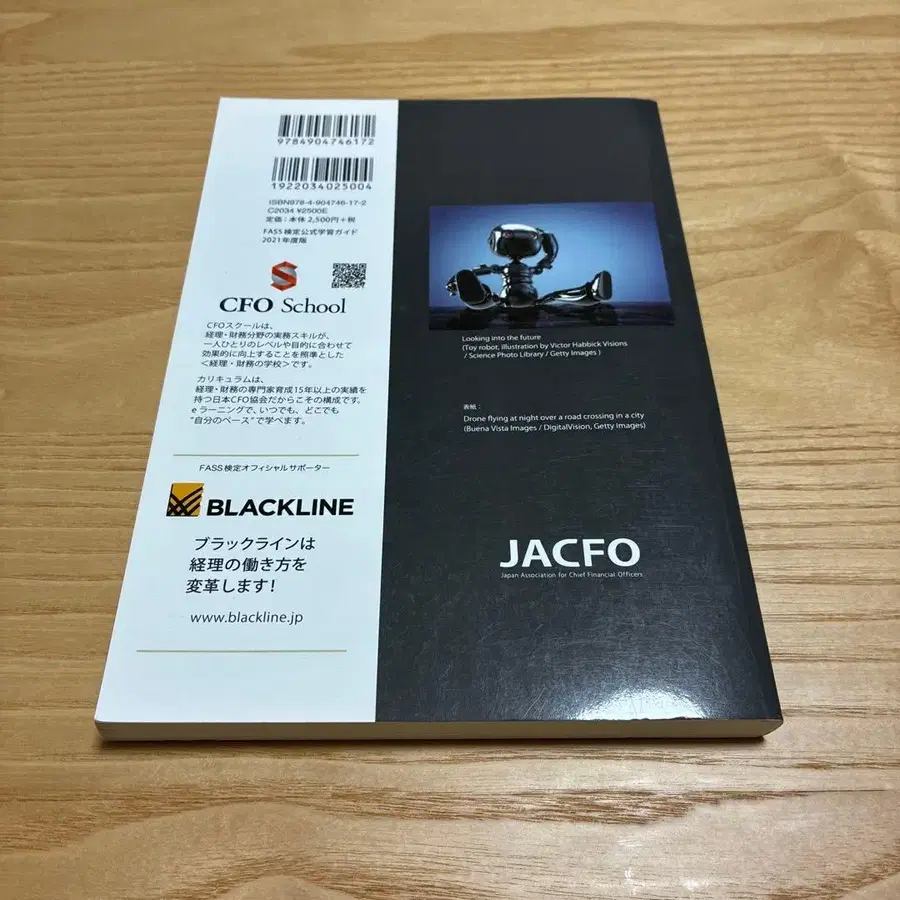 9784904746172
1922034025004
ISBN978-4-904746-17-2
C2034 ¥2500E
定価：本体 2,500円＋税
FASS検定公式学習ガイド
2021年度版
CFO School
CFOスクールは、
経理・財務分野の実務スキルが、
一人ひとりのレベルや目的に合わせて
効果的に向上することを照準とした
＜経理・財務の学校＞です。
カリキュラムは、
経理・財務の専門家育成15年以上の実績を
持つ日本CFO協会だからこその構成です。
eラーニングで、いつでも、どこでも
“自分のペース”で学べます。
FASS検定オフィシャルサポーター
BLACKLINE
ブラックラインは
経理の働き方を
変革します！
www.blackline.jp
Looking into the future
(Toy robot, illustration by Victor Habbick Visions
/ Science Photo Library / Getty Images )
表紙：
Drone flying at night over a road crossing in a city
(Buena Vista Images / DigitalVision, Getty Images)
JACFO
Japan Association for Chief Financial Officers